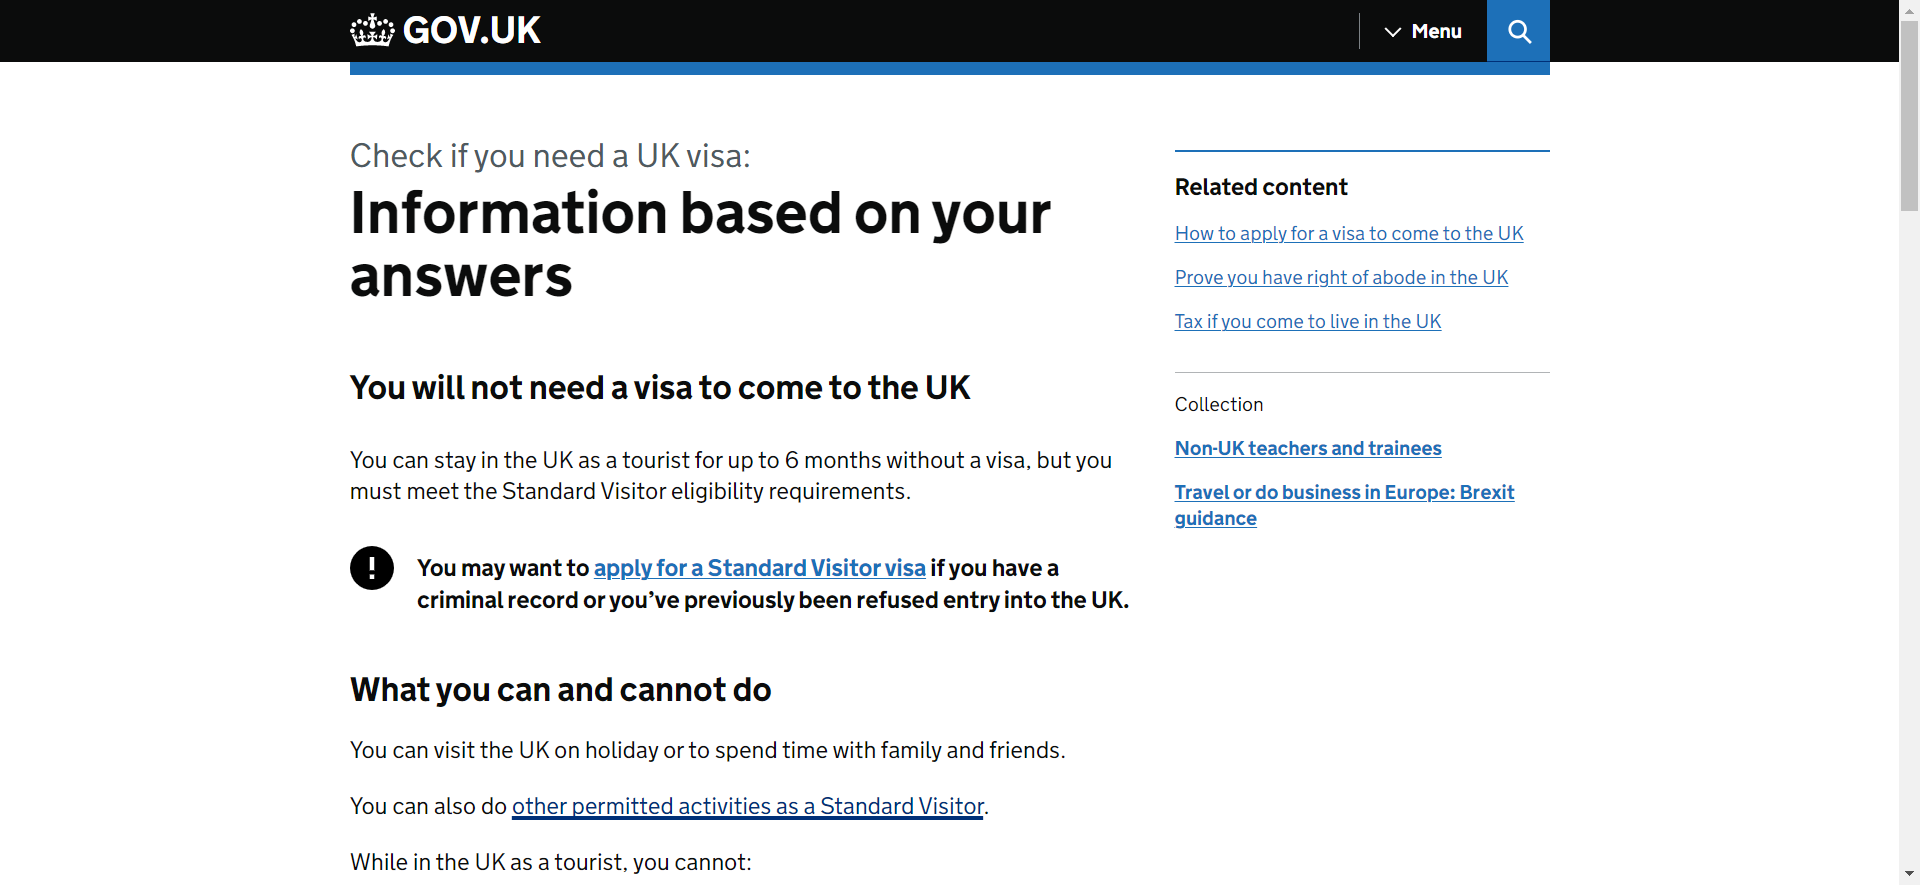 GOV.UK
Menu
Check if you need a UK visa:
Information based on your
answers
You will not need a visa to come to the UK
You can stay in the UK as a tourist for up to 6 months without a visa, but you
must meet the Standard Visitor eligibility requirements.
You may want to apply for a Standard Visitor visa if you have a
criminal record or you’ve previously been refused entry into the UK.
What you can and cannot do
You can visit the UK on holiday or to spend time with family and friends.
You can also do other permitted activities as a Standard Visitor.
While in the UK as a tourist, you cannot:
Related content
How to apply for a visa to come to the UK
Prove you have right of abode in the UK
Tax if you come to live in the UK
Collection
Non-UK teachers and trainees
Travel or do business in Europe: Brexit
guidance